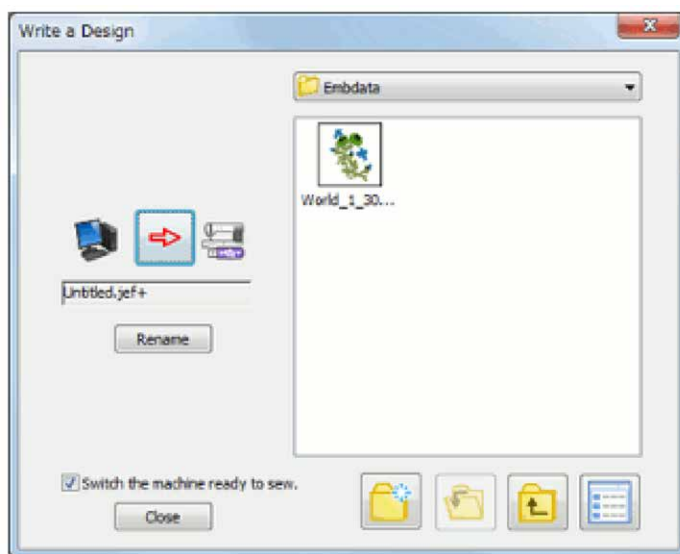 Write a Design
Embdata
World_1_30...
Untitled.jef+
Rename
Switch the machine ready to sew.
Close